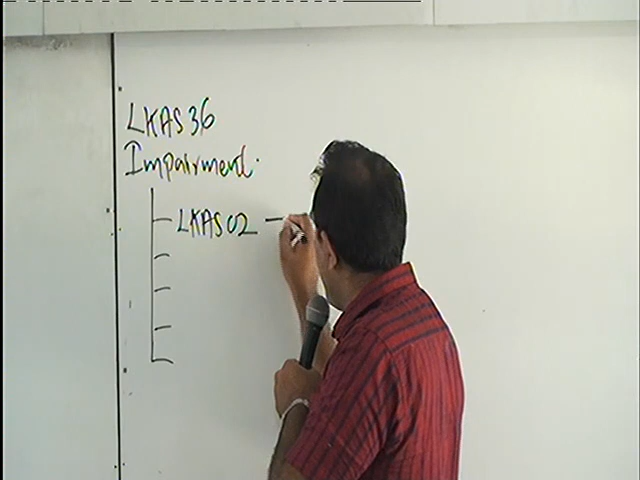 LKAS 36
Impairment.
LKAS 02 —